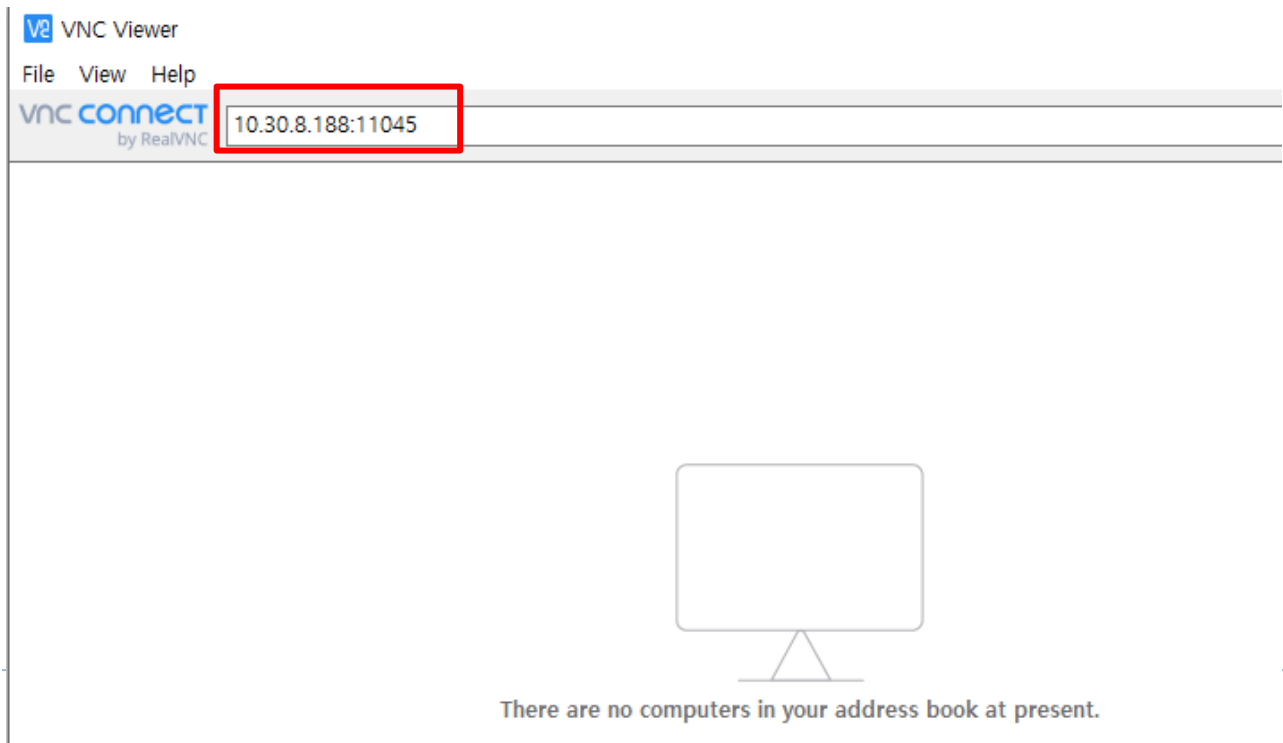 VNC Viewer
File View Help
vnc connect
by RealVNC
10.30.8.188:11045
There are no computers in your address book at present.